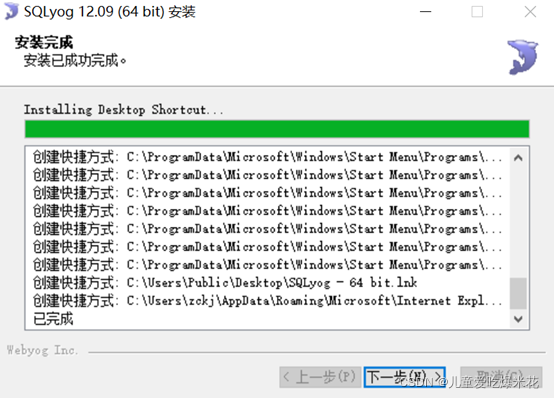 SQLyog 12.09 (64 bit) 安装
安装完成
安装已成功完成。
Installing Desktop Shortcut...
创建快捷方式: C:\ProgramData\Microsoft\Windows\Start Menu\Programs\...
创建快捷方式: C:\ProgramData\Microsoft\Windows\Start Menu\Programs\...
创建快捷方式: C:\ProgramData\Microsoft\Windows\Start Menu\Programs\...
创建快捷方式: C:\ProgramData\Microsoft\Windows\Start Menu\Programs\...
创建快捷方式: C:\ProgramData\Microsoft\Windows\Start Menu\Programs\...
创建快捷方式: C:\ProgramData\Microsoft\Windows\Start Menu\Programs\...
创建快捷方式: C:\ProgramData\Microsoft\Windows\Start Menu\Programs\...
创建快捷方式: C:\Users\Public\Desktop\SQLyog - 64 bit.lnk
创建快捷方式: C:\Users\zckj\AppData\Roaming\Microsoft\Internet Expl...
已完成
Webyog Inc.
< 上一步(P) 下一步(N) > 取消(C)
CSDN @儿童爱吃爆米花